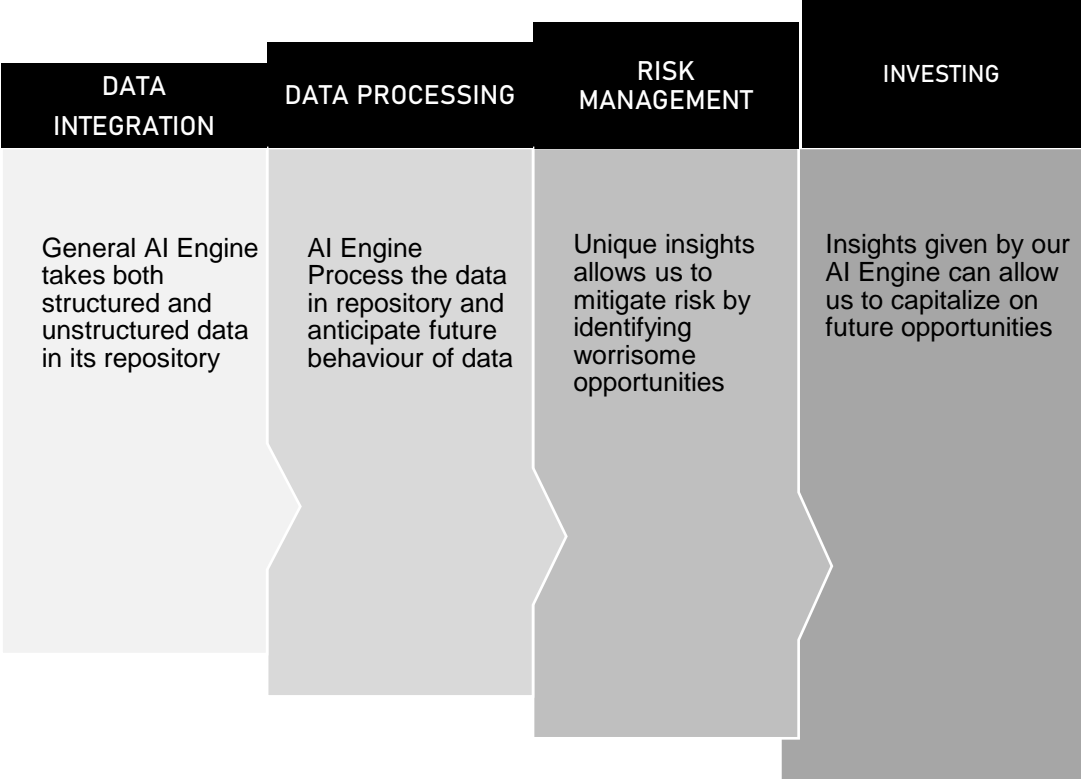 DATA
INTEGRATION
DATA PROCESSING
RISK
MANAGEMENT
INVESTING
General AI Engine
takes both
structured and
unstructured data
in its repository
AI Engine
Process the data
in repository and
anticipate future
behaviour of data
Unique insights
allows us to
mitigate risk by
identifying
worrisome
opportunities
Insights given by our
AI Engine can allow
us to capitalize on
future opportunities